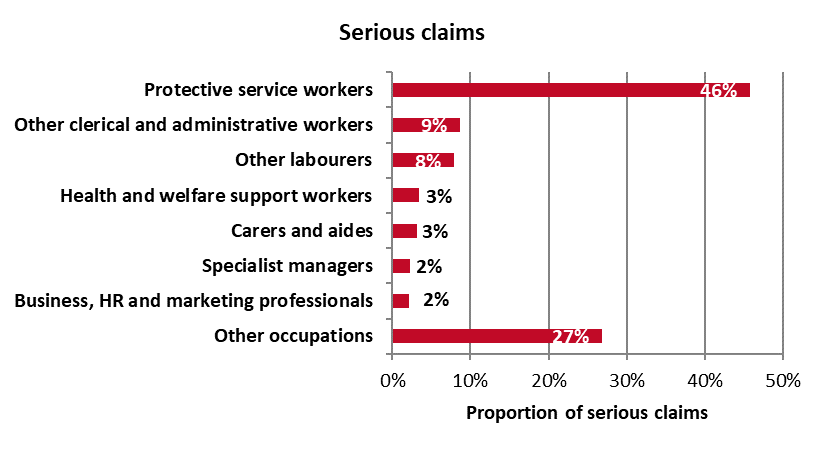 Serious claims
Protective service workers 46%
Other clerical and administrative workers 9%
Other labourers 8%
Health and welfare support workers 3%
Carers and aides 3%
Specialist managers 2%
Business, HR and marketing professionals 2%
Other occupations 27%
0% 10% 20% 30% 40% 50%
Proportion of serious claims